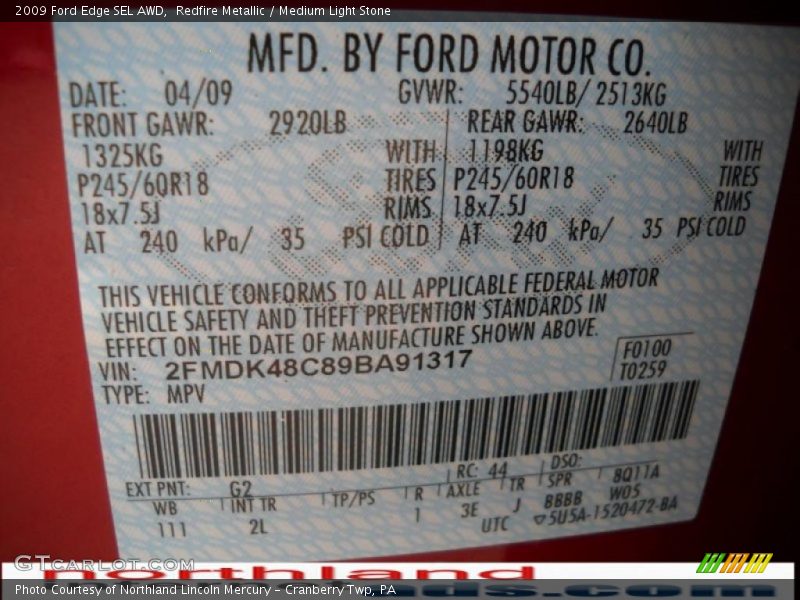 2009 Ford Edge SEL AWD,  Redfire Metallic / Medium Light Stone
MFD. BY FORD MOTOR CO.
DATE: 04/09 GVWR: 5540LB/ 2513KG
FRONT GAWR: 2920LB REAR GAWR: 2640LB
1325KG WITH 1198KG WITH
P245/60R18 TIRES P245/60R18 TIRES
18x7.5J RIMS 18x7.5J RIMS
AT 240 kPa/ 35 PSI COLD AT 240 kPa/ 35 PSI COLD
THIS VEHICLE CONFORMS TO ALL APPLICABLE FEDERAL MOTOR
VEHICLE SAFETY AND THEFT PREVENTION STANDARDS IN
EFFECT ON THE DATE OF MANUFACTURE SHOWN ABOVE.
VIN: 2FMDK48C89BA91317 F0100
TYPE: MPV T0259
EXT PNT: G2 RC: 44 DSO:
WB INT TR TP/PS R AXLE TR SPR 8Q11A
111 2L 1 3E J BBBB W05
UTC 5U5A-1520472-BA
GTCarLot.com
northland
Photo Courtesy of Northland Lincoln Mercury - Cranberry Twp, PA